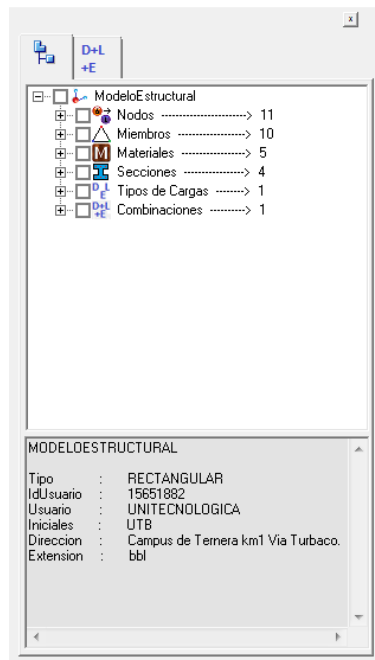 x
D+L
+E
ModeloEstructural
Nodos ---------------------> 11
Miembros -----------------> 10
Materiales ----------------> 5
Secciones ---------------> 4
Tipos de Cargas -------> 1
Combinaciones ---------> 1
MODELOESTRUCTURAL
Tipo : RECTANGULAR
IdUsuario : 15651882
Usuario : UNITECNOLOGICA
Iniciales : UTB
Direccion : Campus de Ternera km1 Via Turbaco.
Extension : bbl